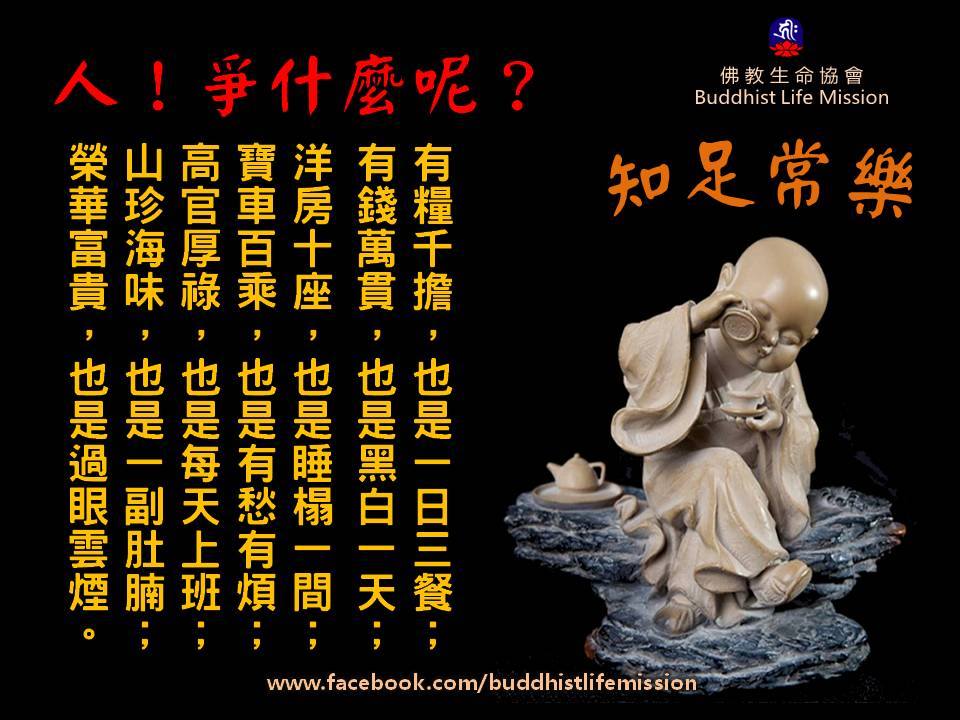 人！爭什麼呢？
佛教生命協會
Buddhist Life Mission
知足常樂
有糧千擔，也是一日三餐；
有錢萬貫，也是黑白一天；
洋房十座，也是睡榻一間；
寶車百乘，也是有愁有煩；
高官厚祿，也是每天上班；
山珍海味，也是一副肚腩；
榮華富貴，也是過眼雲煙。
www.facebook.com/buddhistlifemission